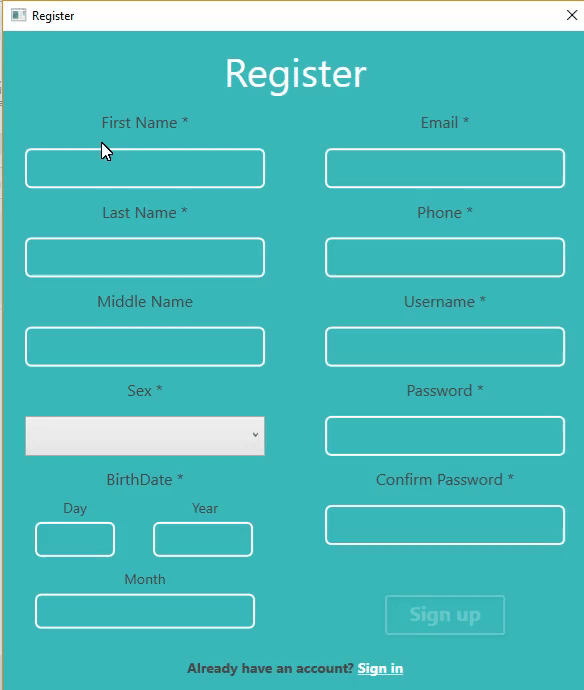 Register
Register
First Name *
Email *
Last Name *
Phone *
Middle Name
Username *
Sex *
Password *
BirthDate *
Confirm Password *
Day
Year
Month
Sign up
Already have an account? Sign in